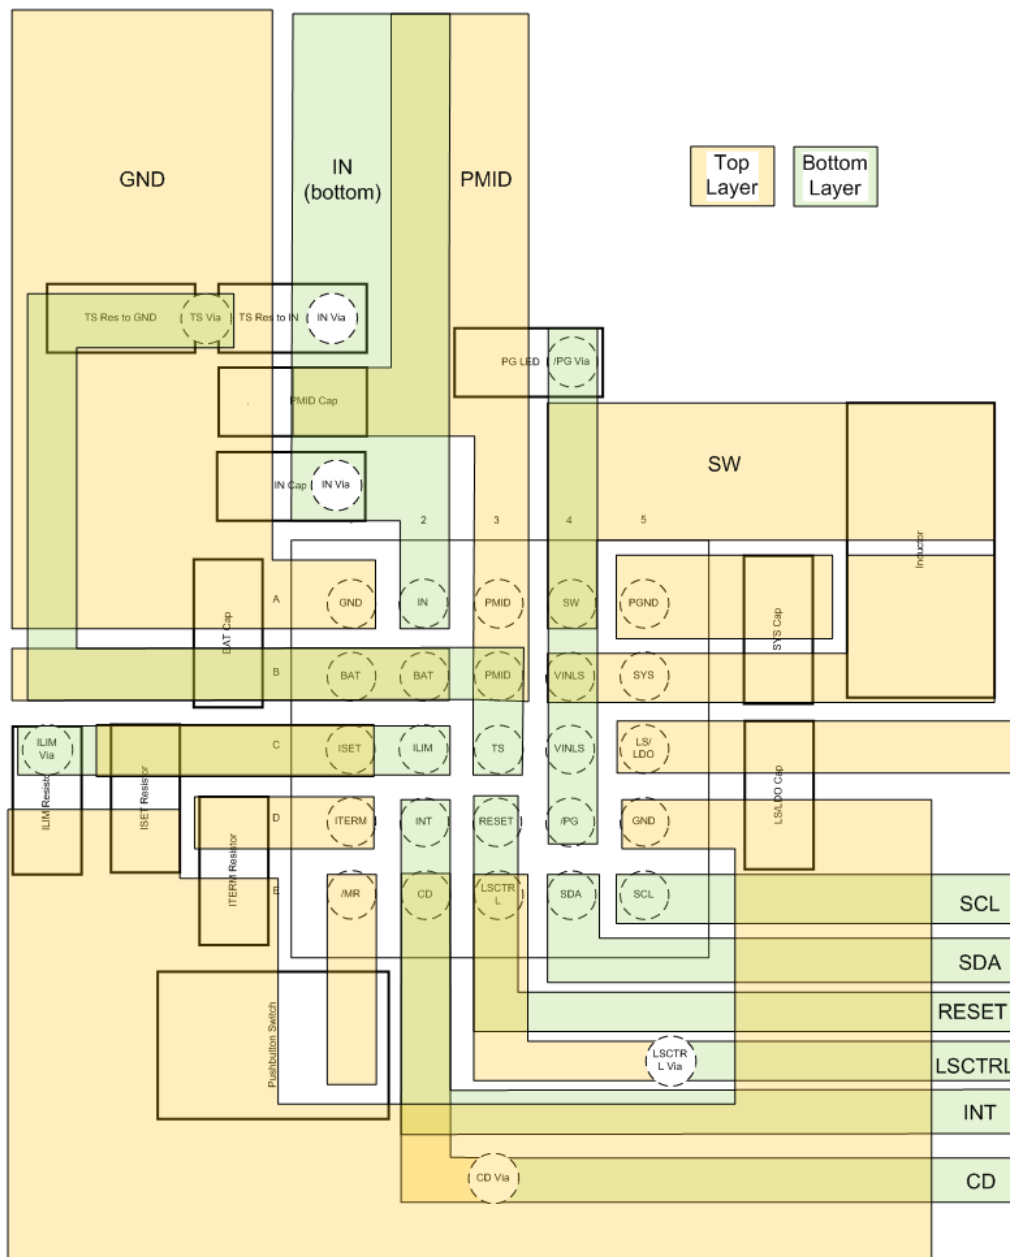 GND
IN
(bottom)
PMID
Top
Layer
Bottom
Layer
TS Res to GND
TS Via
TS Res to IN
IN Via
PG LED
/PG Via
PMID Cap
SW
IN Cap
IN Via
2
3
4
5
Inductor
BAT Cap
A
GND
IN
PMID
SW
PGND
SYS Cap
B
BAT
BAT
PMID
VINLS
SYS
ILIM
Via
ILIM Resistor
ISET Resistor
C
ISET
ILIM
TS
VINLS
LS/
LDO
LS/LDO Cap
ITERM Resistor
D
ITERM
INT
RESET
/PG
GND
E
/MR
CD
LSCTR
L
SDA
SCL
SCL
SDA
Pushbutton Switch
RESET
LSCTR
L Via
LSCTRL
INT
CD Via
CD